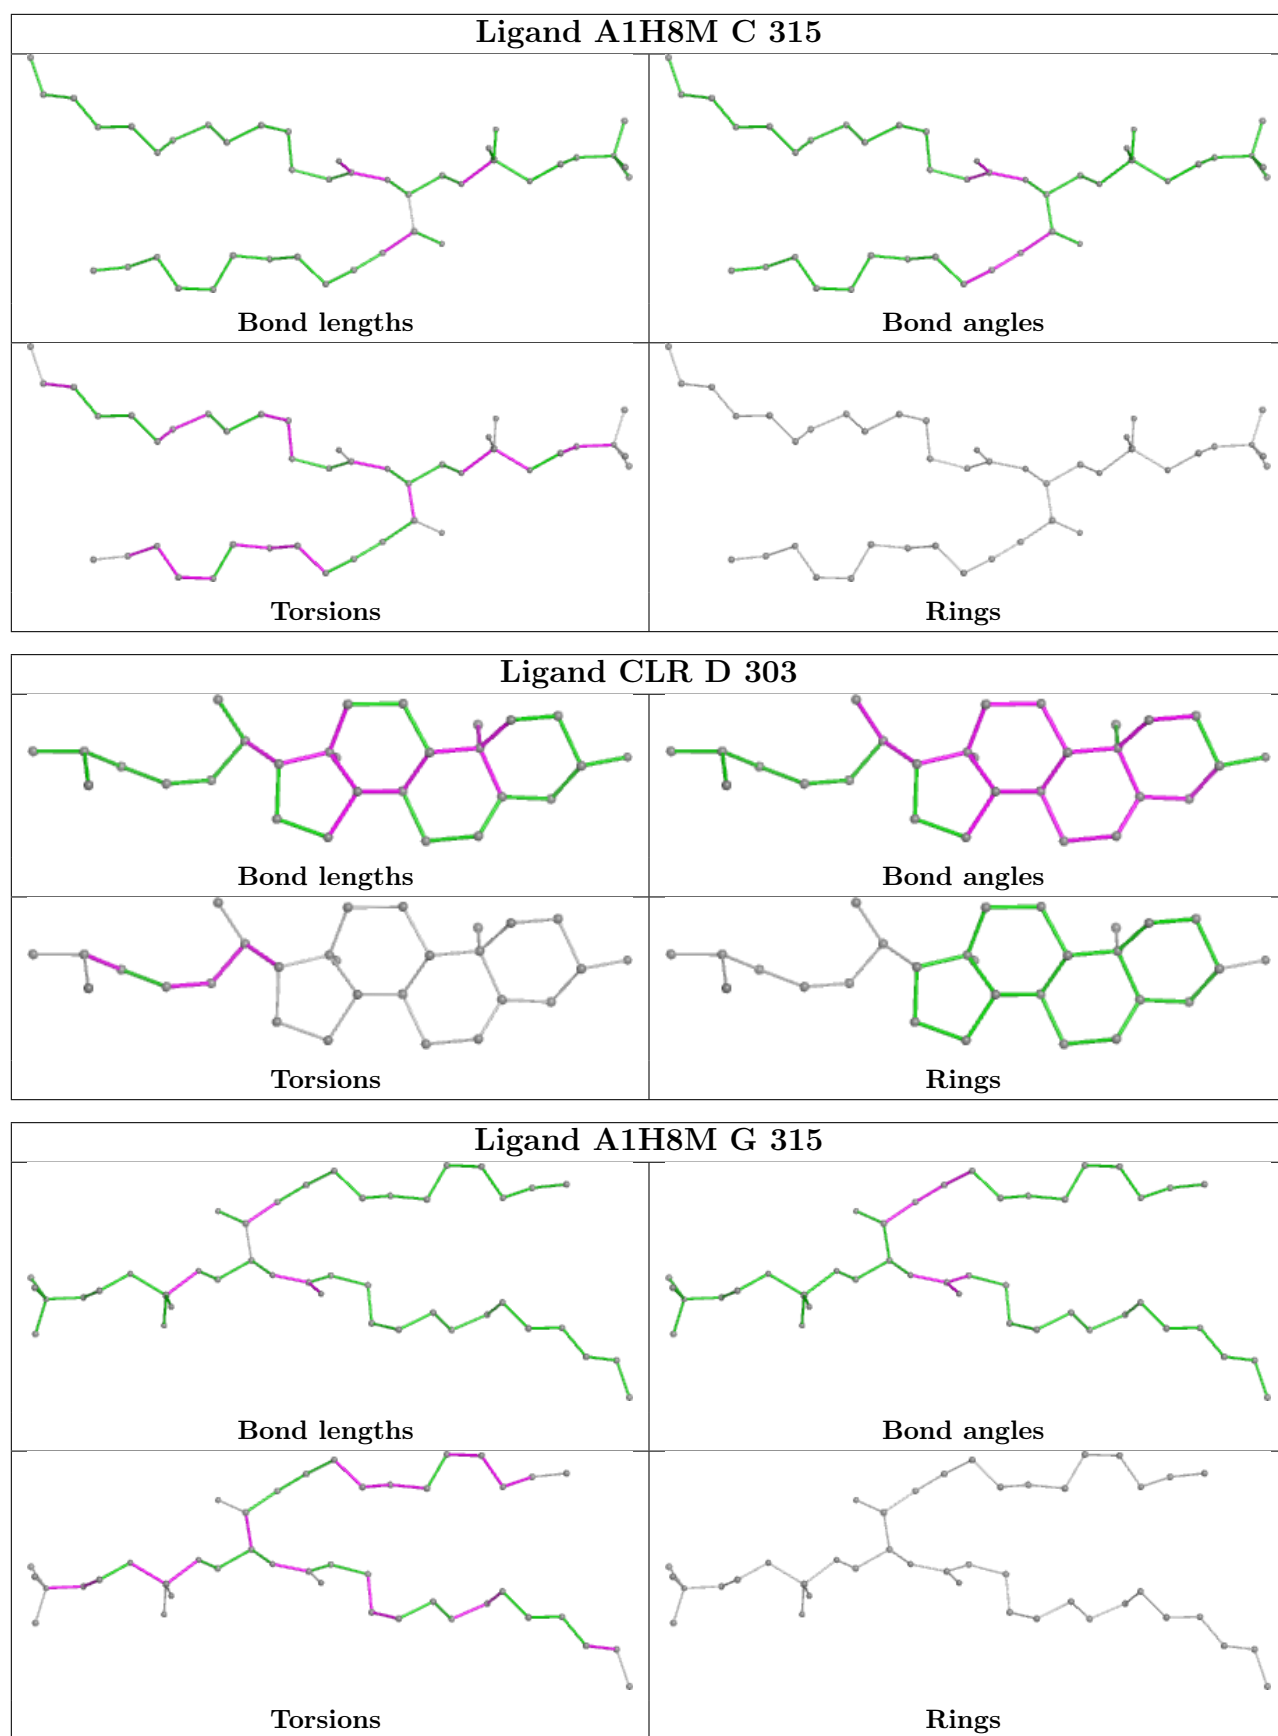 Ligand A1H8M C 315
Bond lengths
Bond angles
Torsions
Rings
Ligand CLR D 303
Bond lengths
Bond angles
Torsions
Rings
Ligand A1H8M G 315
Bond lengths
Bond angles
Torsions
Rings